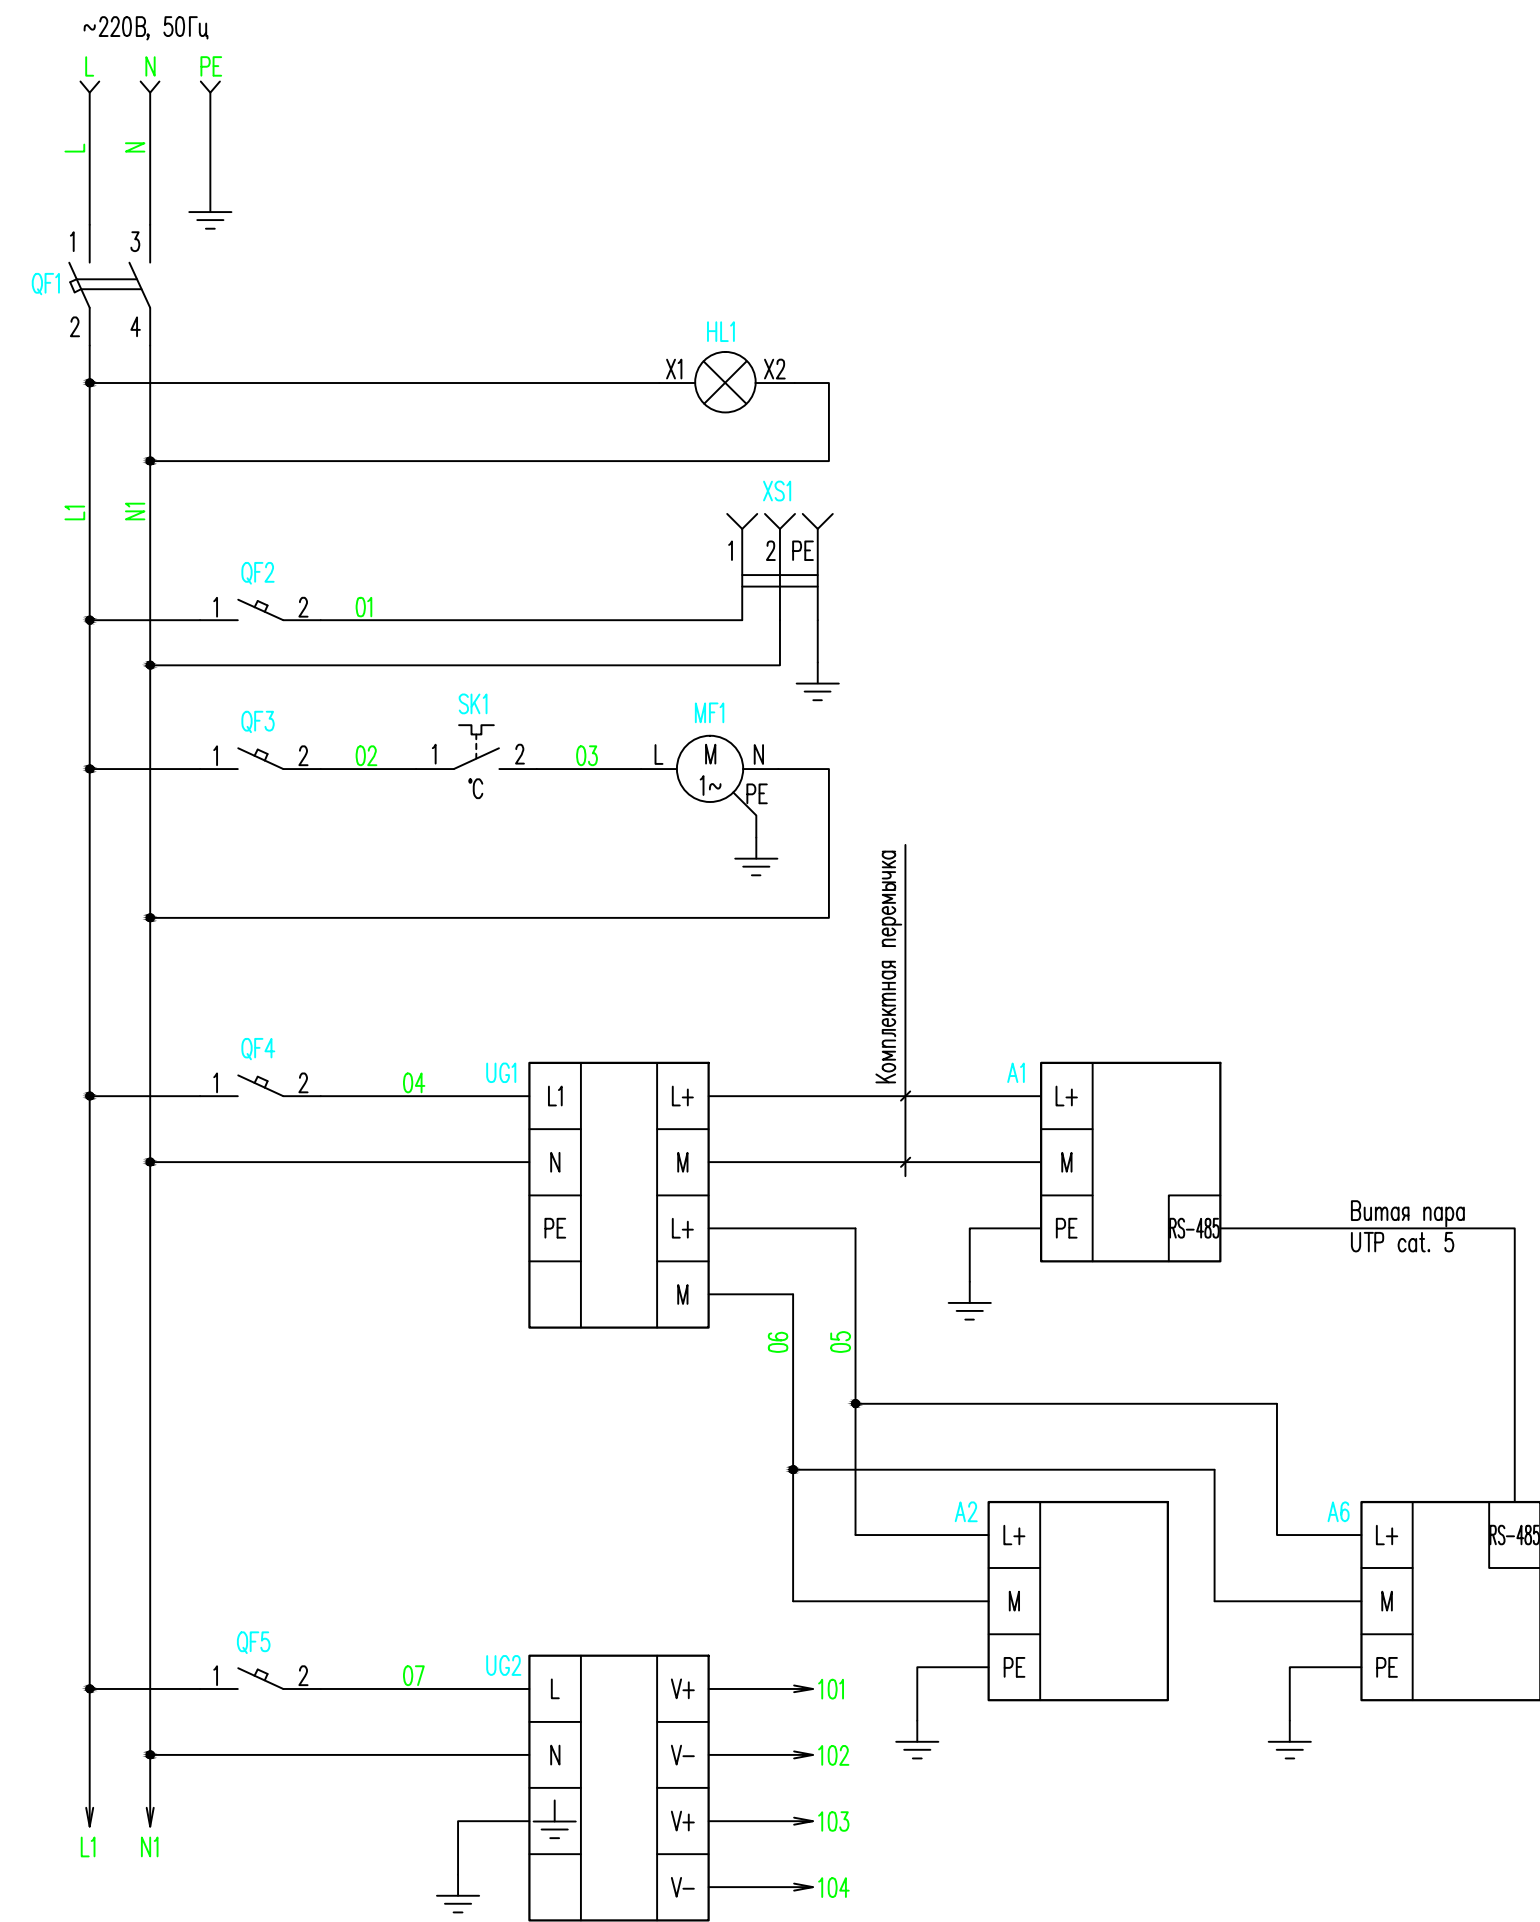 ~220В, 50Гц
L N PE
L N
1 3
QF1
2 4
HL1
X1 X2
L1 N1
XS1
1 2 PE
QF2
1 2 01
QF3 SK1 MF1
1 2 02 1 2 03 L M N
1~
°C
PE
Комплектная перемычка
QF4
1 2 04
UG1
L1 L+
N M
PE L+
M
A1
L+
M
PE RS-485
Витая пара
UTP cat. 5
06 05
A2
L+
M
PE
A6
L+ RS-485
M
PE
QF5
1 2 07
UG2
L V+ 101
N V- 102
V+ 103
V- 104
L1 N1